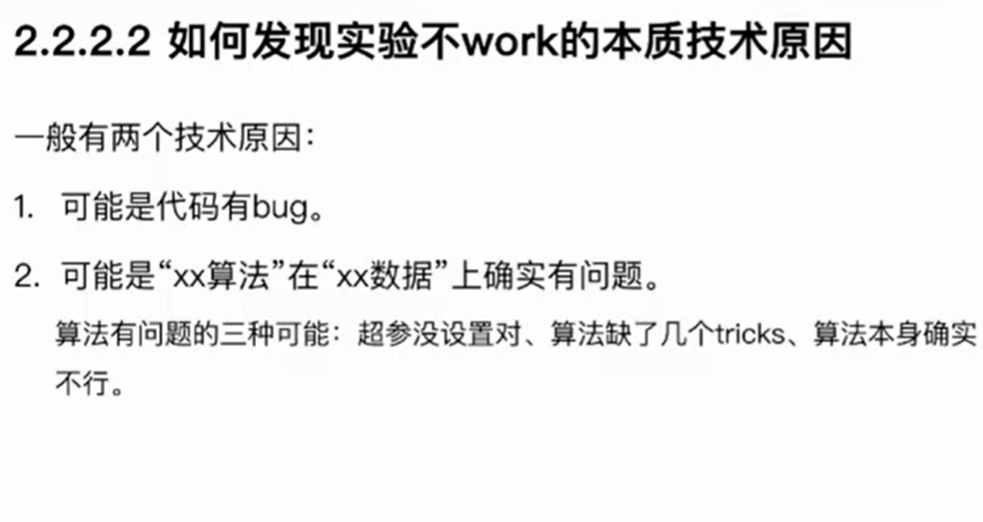 2.2.2.2 如何发现实验不work的本质技术原因
一般有两个技术原因：
1. 可能是代码有bug。
2. 可能是“xx算法”在“xx数据”上确实有问题。
算法有问题的三种可能：超参没设置对、算法缺了几个tricks、算法本身确实
不行。